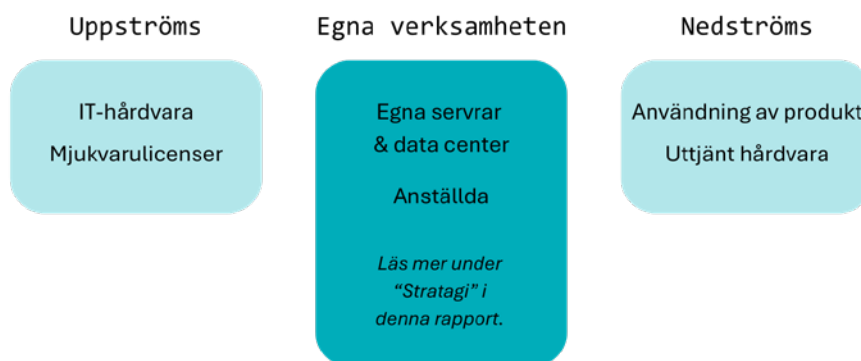 Uppströms
Egna verksamheten
Nedströms
IT-hårdvara
Mjukvarulicenser
Egna servrar
& data center
Anställda
Läs mer under
“Stratagi” i
denna rapport.
Användning av produkt
Uttjänt hårdvara